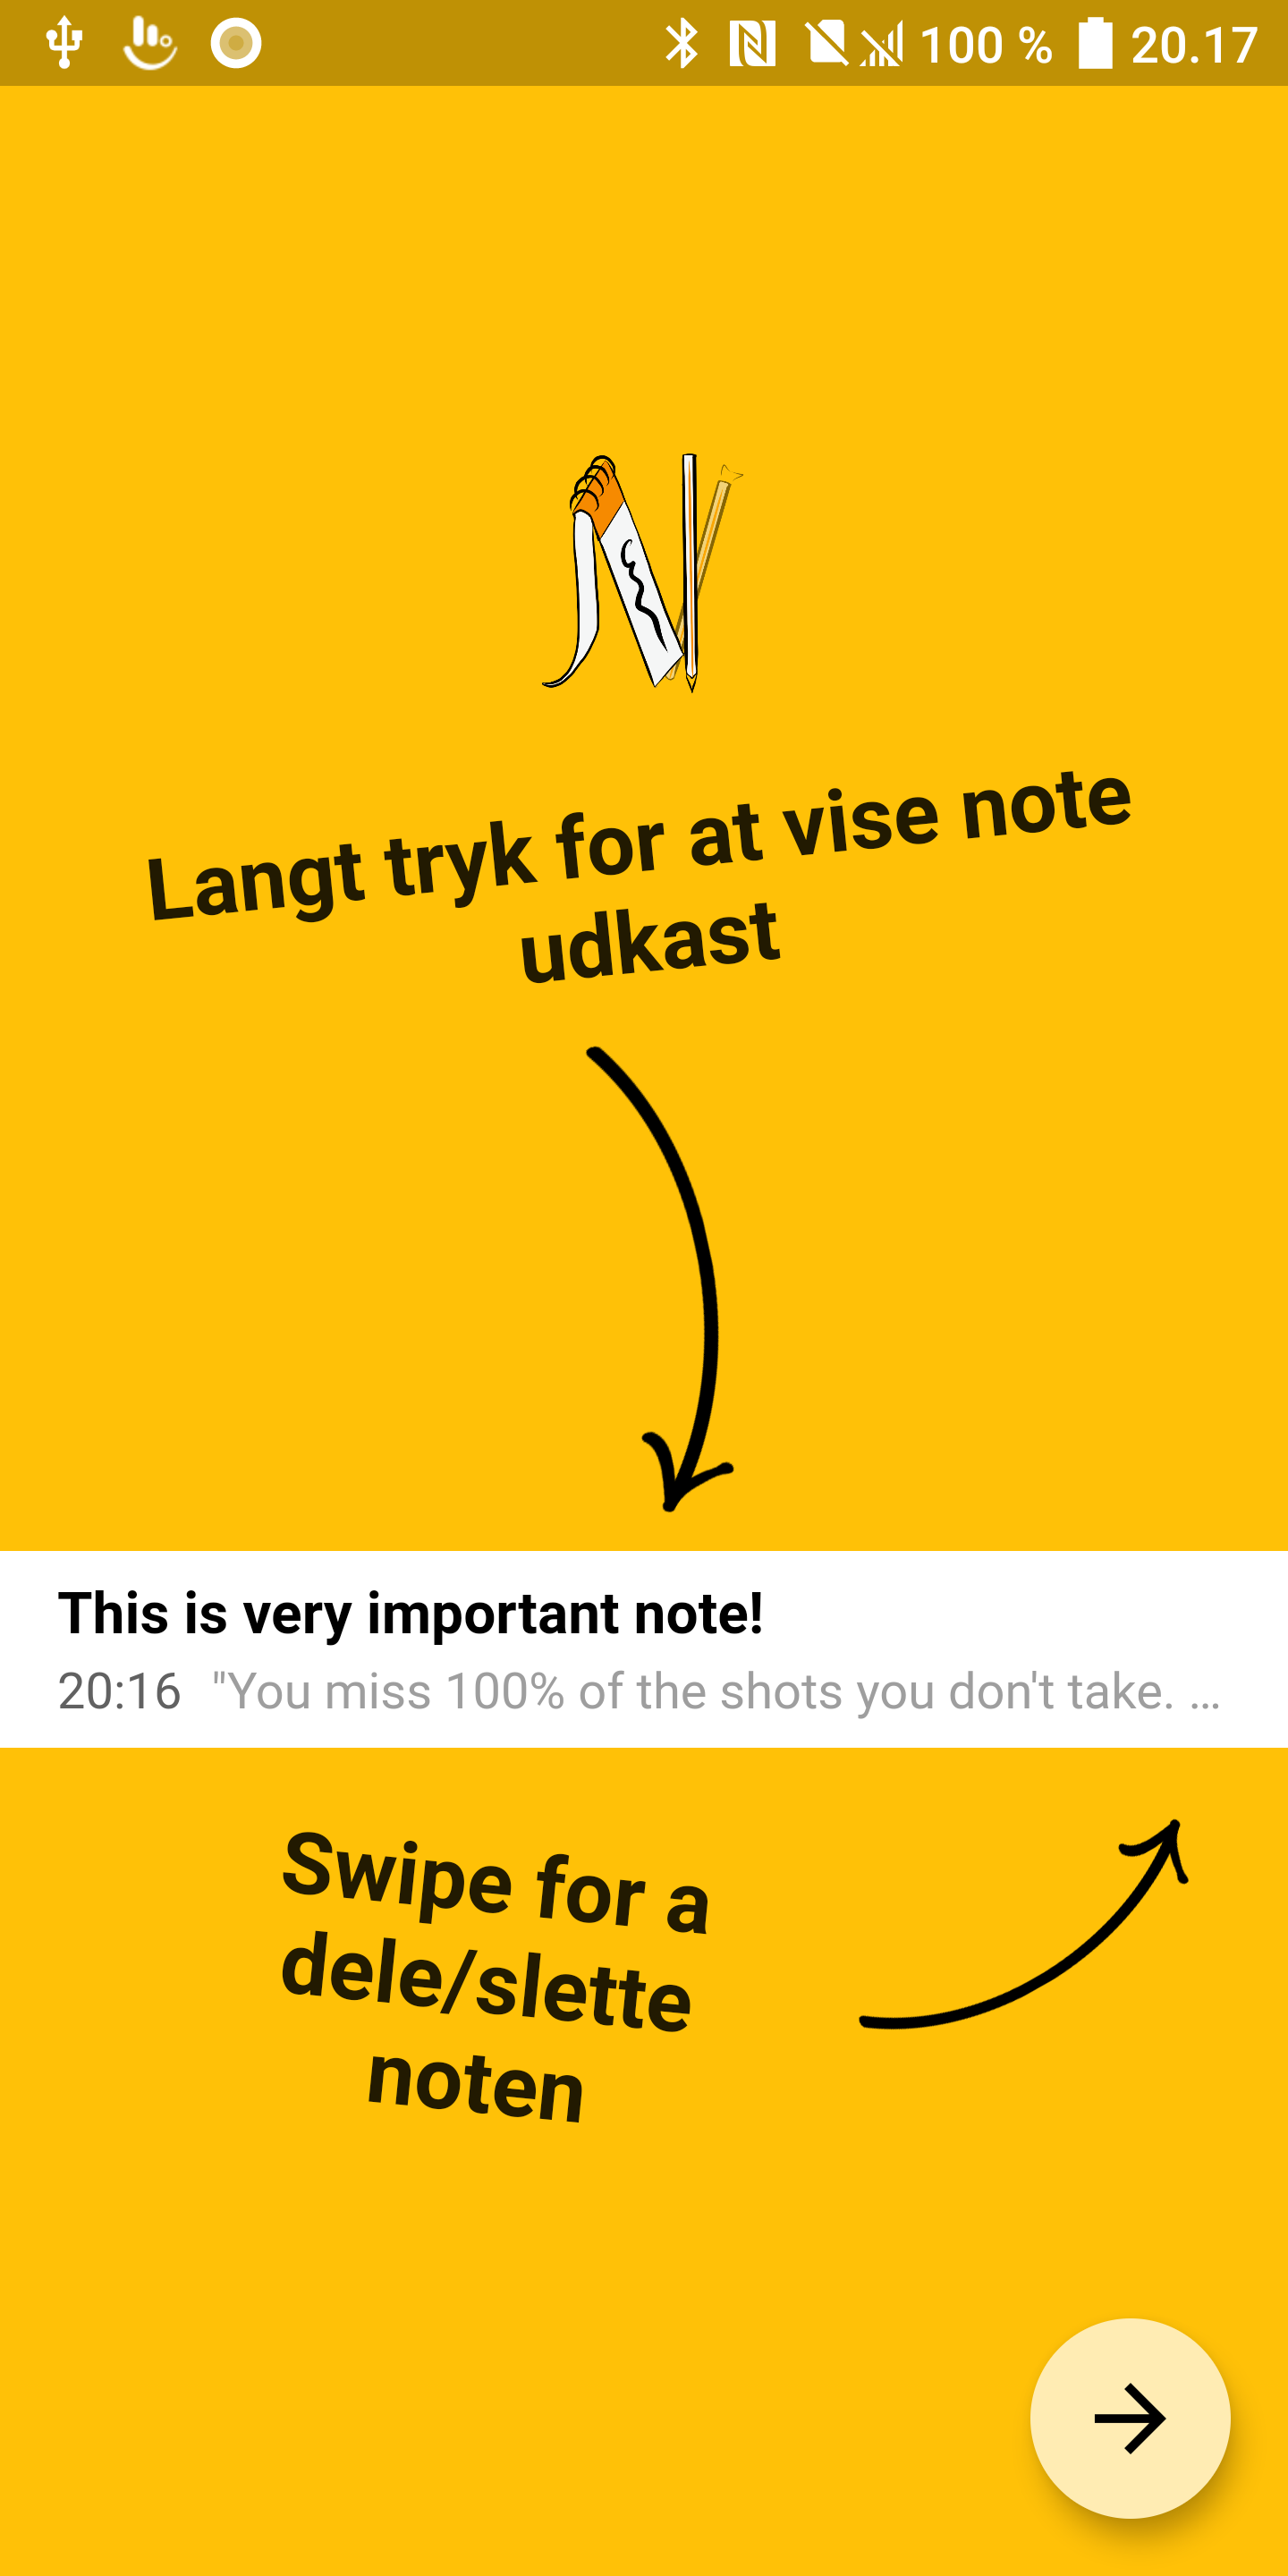 100 % 20.17
Langt tryk for at vise note
udkast
This is very important note!
20:16 "You miss 100% of the shots you don't take. …
Swipe for a
dele/slette
noten